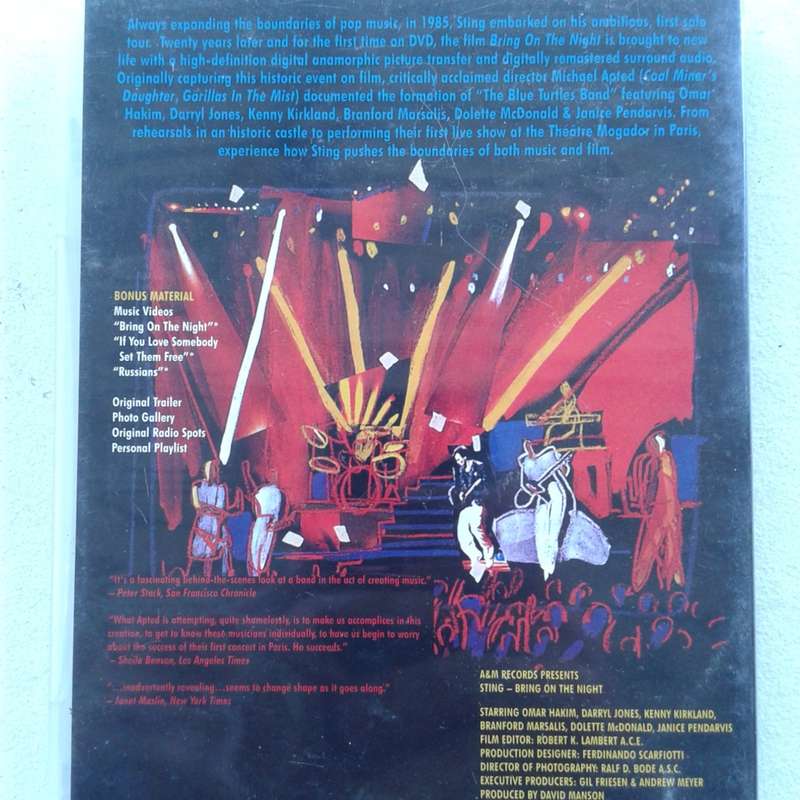 Always expanding the boundaries of pop music, in 1985, Sting embarked on his ambitious, first solo
tour. Twenty years later and for the first time on DVD, the film Bring On The Night is brought to new
life with a high-definition digital anamorphic picture transfer and digitally remastered surround audio.
Originally capturing this historic event on film, critically acclaimed director Michael Apted (Coal Miner's
Daughter, Gorillas In The Mist) documented the formation of "The Blue Turtles Band" featuring Omar
Hakim, Darryl Jones, Kenny Kirkland, Branford Marsalis, Dolette McDonald & Janice Pendarvis. From
rehearsals in an historic castle to performing their first live show at the Théatre Mogador in Paris,
experience how Sting pushes the boundaries of both music and film.
BONUS MATERIAL
Music Videos
"Bring On The Night"*
"If You Love Somebody
Set Them Free"*
"Russians"*
Original Trailer
Photo Gallery
Original Radio Spots
Personal Playlist
"It's a fascinating behind-the-scenes look at a band in the act of creating music."
– Peter Stack, San Francisco Chronicle
"What Apted is attempting, quite shamelessly, is to make us accomplices in this
creation, to get to know these musicians individually, to have us begin to worry
about the success of their first concert in Paris. He succeeds."
– Sheila Benson, Los Angeles Times
"...inadvertently revealing...seems to change shape as it goes along."
– Janet Maslin, New York Times
A&M RECORDS PRESENTS
STING – BRING ON THE NIGHT
STARRING OMAR HAKIM, DARRYL JONES, KENNY KIRKLAND,
BRANFORD MARSALIS, DOLETTE McDONALD, JANICE PENDARVIS
FILM EDITOR: ROBERT K. LAMBERT A.C.E.
PRODUCTION DESIGNER: FERDINANDO SCARFIOTTI
DIRECTOR OF PHOTOGRAPHY: RALF D. BODE A.S.C.
EXECUTIVE PRODUCERS: GIL FRIESEN & ANDREW MEYER
PRODUCED BY DAVID MANSON